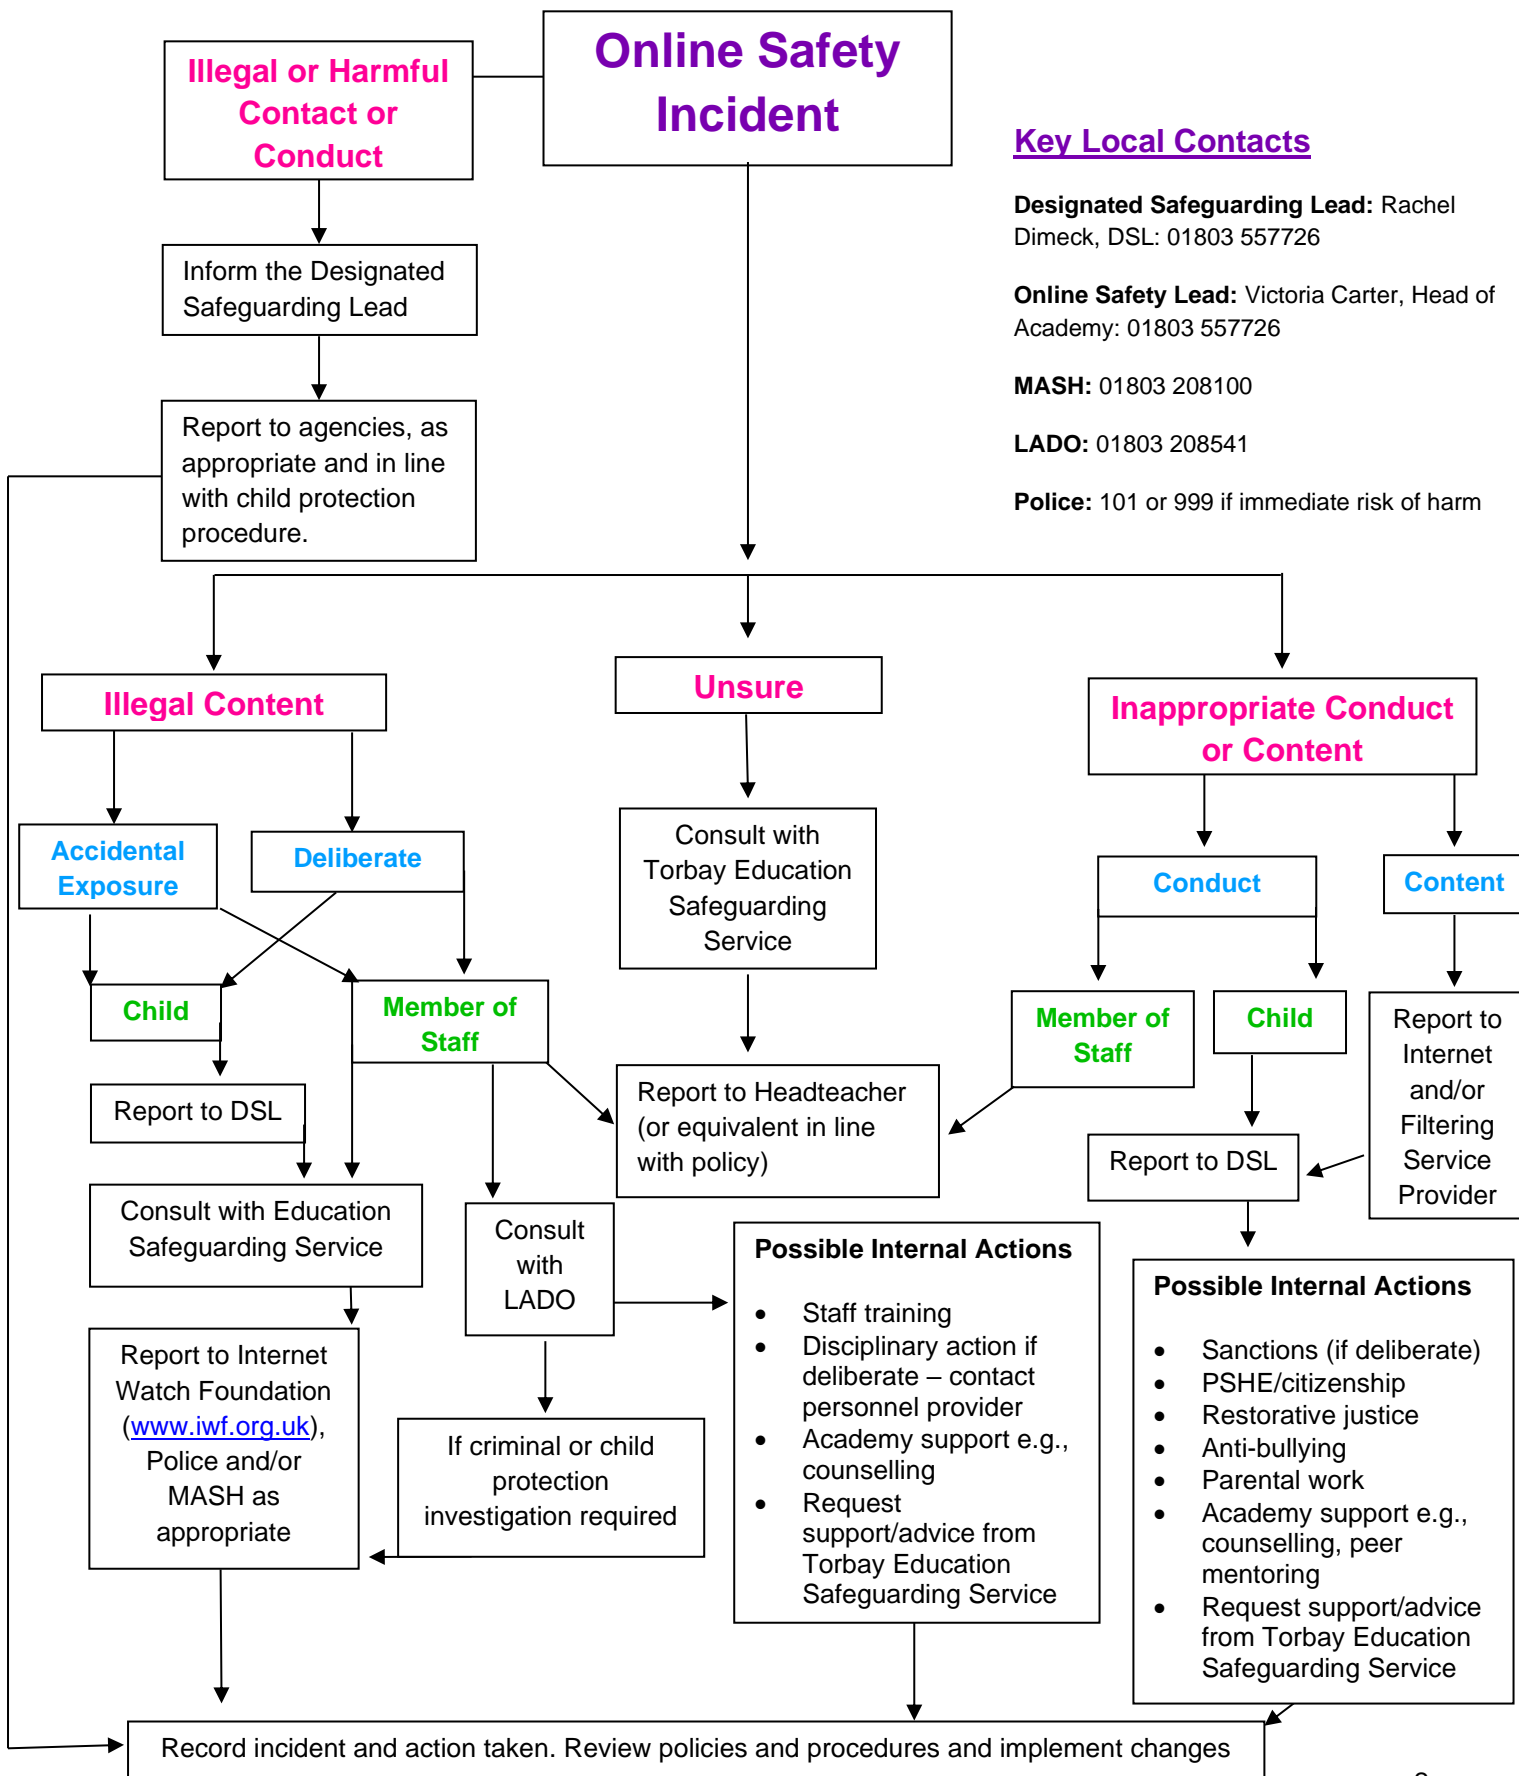 Online Safety
Incident
Illegal or Harmful
Contact or
Conduct
Key Local Contacts
Designated Safeguarding Lead: Rachel
Dimeck, DSL: 01803 557726
Online Safety Lead: Victoria Carter, Head of
Academy: 01803 557726
MASH: 01803 208100
LADO: 01803 208541
Police: 101 or 999 if immediate risk of harm
Inform the Designated
Safeguarding Lead
Report to agencies, as
appropriate and in line
with child protection
procedure.
Illegal Content
Unsure
Inappropriate Conduct
or Content
Accidental
Exposure
Deliberate
Consult with
Torbay Education
Safeguarding
Service
Conduct
Content
Child
Member of
Staff
Member of
Staff
Child
Report to
Internet
and/or
Filtering
Service
Provider
Report to DSL
Report to Headteacher
(or equivalent in line
with policy)
Report to DSL
Consult with Education
Safeguarding Service
Consult
with
LADO
Possible Internal Actions
• Staff training
• Disciplinary action if
deliberate – contact
personnel provider
• Academy support e.g.,
counselling
• Request
support/advice from
Torbay Education
Safeguarding Service
Possible Internal Actions
• Sanctions (if deliberate)
• PSHE/citizenship
• Restorative justice
• Anti-bullying
• Parental work
• Academy support e.g.,
counselling, peer
mentoring
• Request support/advice
from Torbay Education
Safeguarding Service
Report to Internet
Watch Foundation
(www.iwf.org.uk),
Police and/or
MASH as
appropriate
If criminal or child
protection
investigation required
Record incident and action taken. Review policies and procedures and implement changes